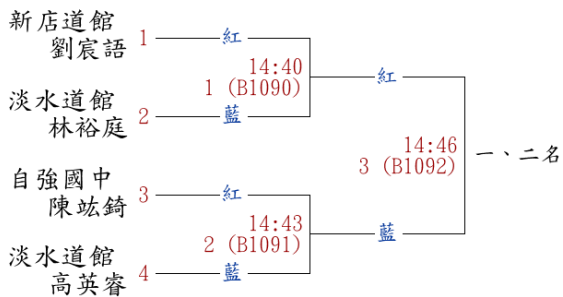 新店道館
劉宸語 1 紅
14:40
1 (B1090) 紅
淡水道館
林裕庭 2 藍
14:46
3 (B1092) 一、二名
自強國中
陳竑錡 3 紅
14:43
2 (B1091) 藍
淡水道館
高英睿 4 藍